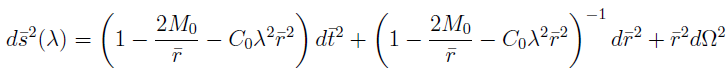 $d\bar{s}^2(\lambda) = \left(1 - \frac{2M_0}{\bar{r}} - C_0\lambda^2\bar{r}^2\right) d\bar{t}^2 + \left(1 - \frac{2M_0}{\bar{r}} - C_0\lambda^2\bar{r}^2\right)^{-1} d\bar{r}^2 + \bar{r}^2 d\Omega^2$